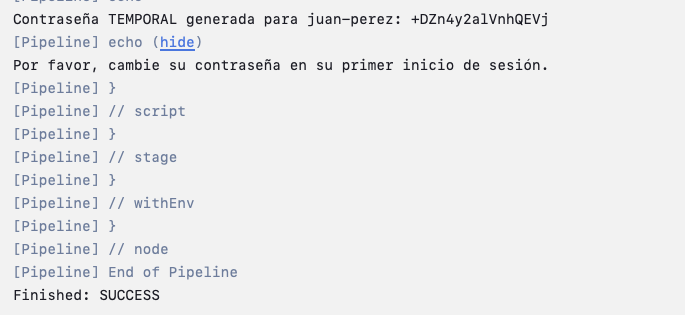 Contraseña TEMPORAL generada para juan-perez: +DZn4y2alVnhQEVj
[Pipeline] echo (hide)
Por favor, cambie su contraseña en su primer inicio de sesión.
[Pipeline] }
[Pipeline] // script
[Pipeline] }
[Pipeline] // stage
[Pipeline] }
[Pipeline] // withEnv
[Pipeline] }
[Pipeline] // node
[Pipeline] End of Pipeline
Finished: SUCCESS